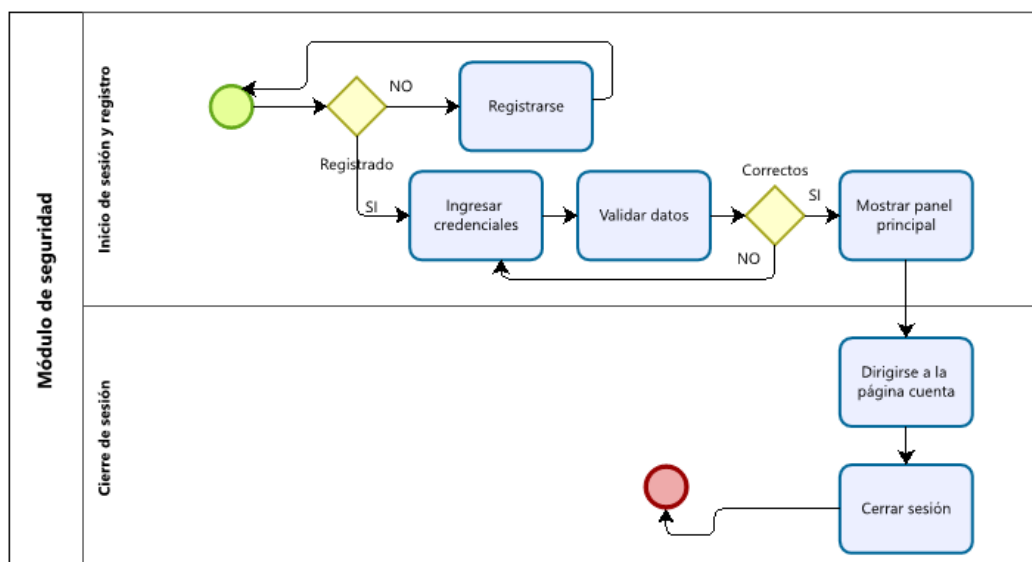 Módulo de seguridad
Inicio de sesión y registro
NO
Registrarse
Registrado
SI
Ingresar
credenciales
Validar datos
Correctos
SI
NO
Mostrar panel
principal
Cierre de sesión
Dirigirse a la
página cuenta
Cerrar sesión